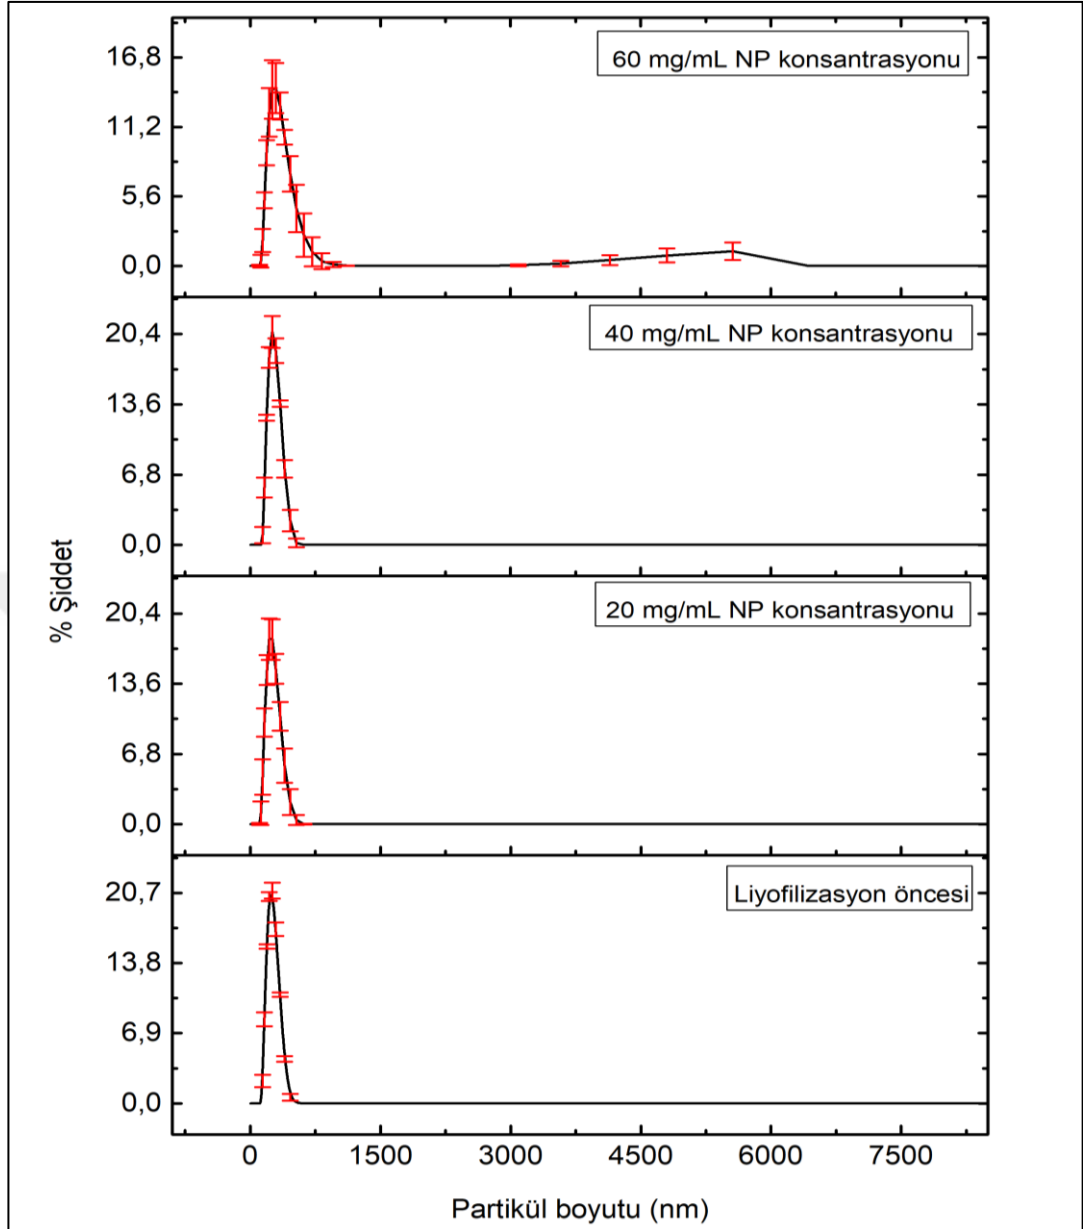 60 mg/mL NP konsantrasyonu
16,8
11,2
5,6
0,0
40 mg/mL NP konsantrasyonu
20,4
13,6
6,8
0,0
% Şiddet
20 mg/mL NP konsantrasyonu
20,4
13,6
6,8
0,0
Liyofilizasyon öncesi
20,7
13,8
6,9
0,0
0 1500 3000 4500 6000 7500
Partikül boyutu (nm)